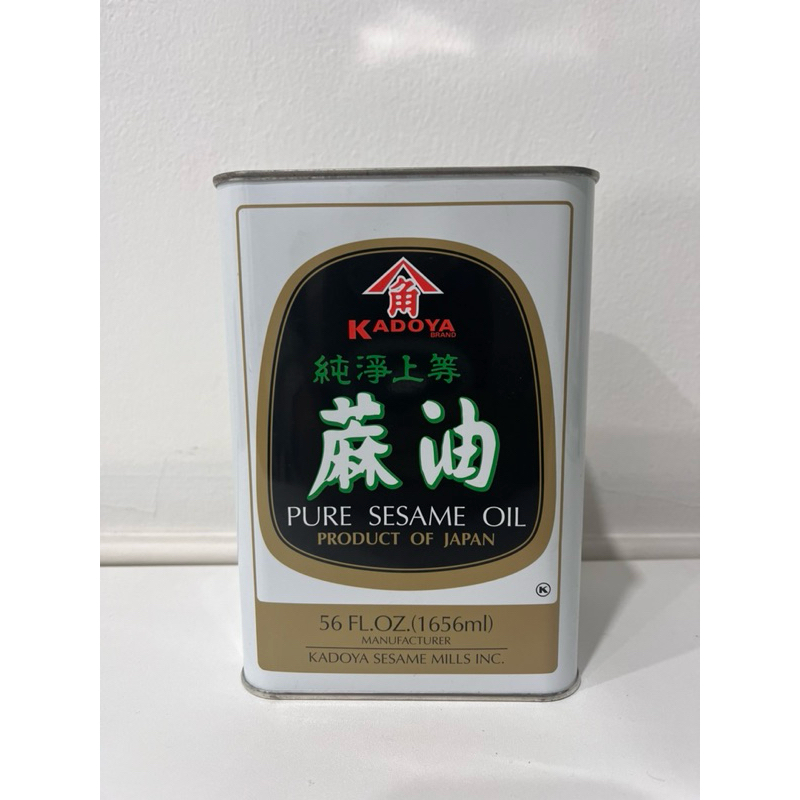 角
KADOYA
BRAND
純淨上等
蔴油
PURE SESAME OIL
PRODUCT OF JAPAN
K
56 FL.OZ.(1656ml)
MANUFACTURER
KADOYA SESAME MILLS INC.